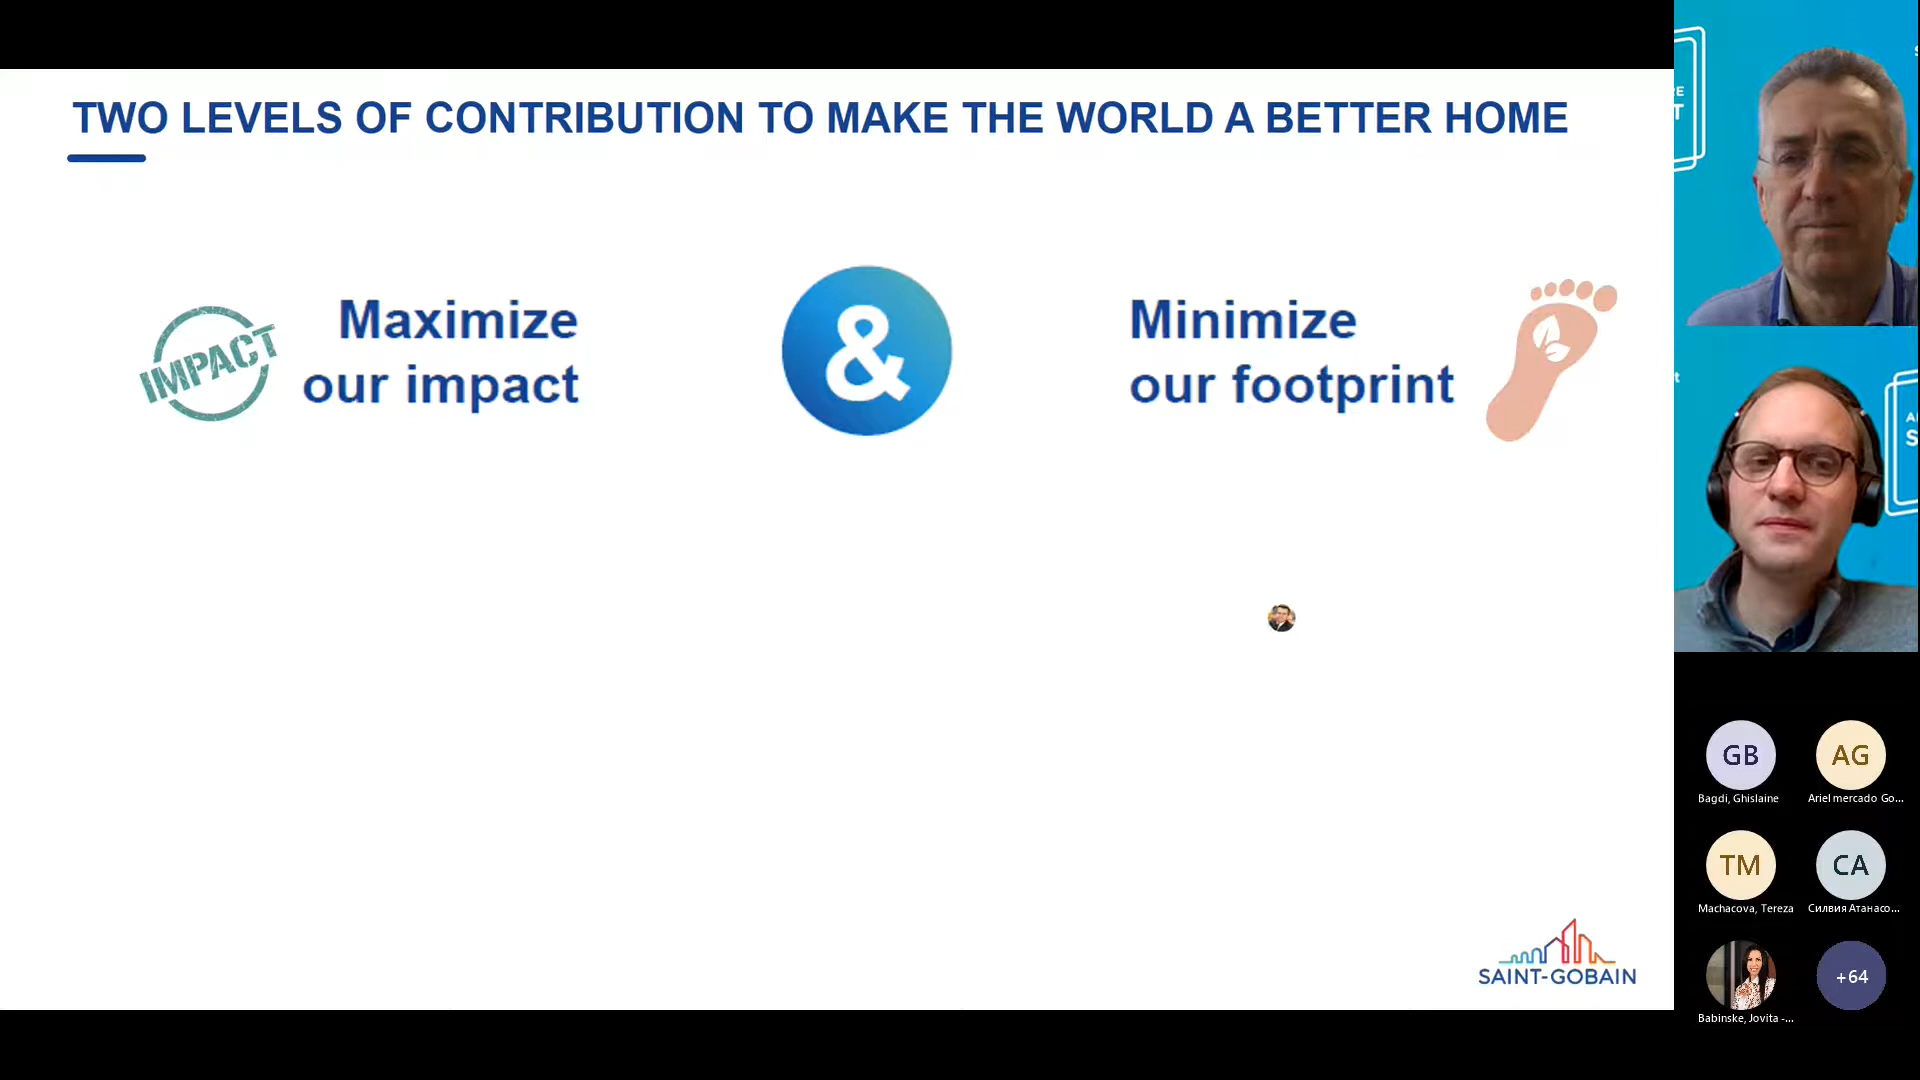 TWO LEVELS OF CONTRIBUTION TO MAKE THE WORLD A BETTER HOME
IMPACT
Maximize
our impact
&
Minimize
our footprint
SAINT-GOBAIN
GB
Bagdi, Ghislaine
AG
Ariel mercado Go...
TM
Machacova, Tereza
CA
Силвия Атанасо...
Babinske, Jovita -...
+64